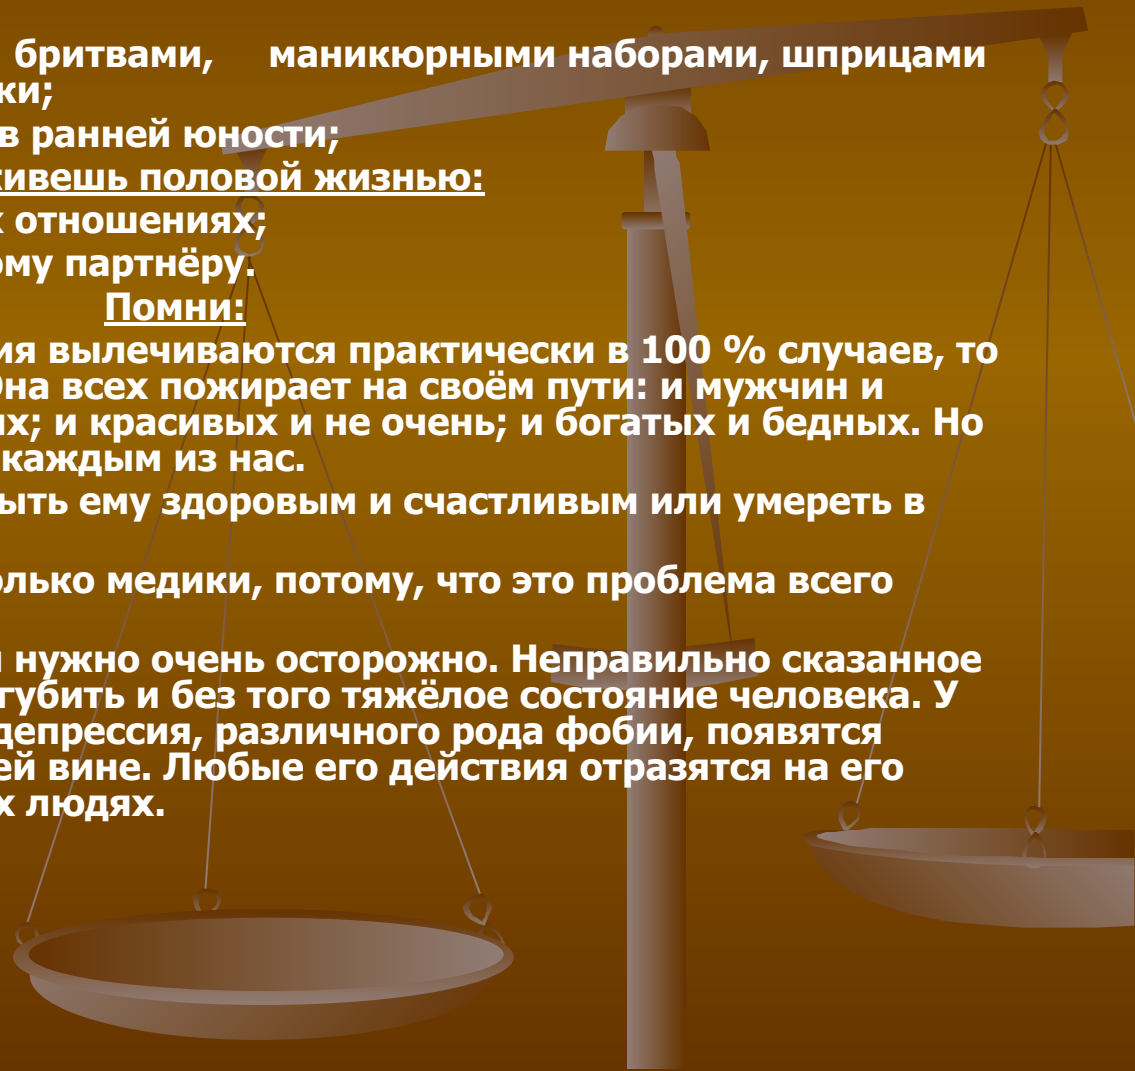 бритвами, маникюрными наборами, шприцами
ки;
в ранней юности;
живешь половой жизнью:
х отношениях;
ому партнёру.
Помни:
ия вылечиваются практически в 100 % случаев, то
Она всех пожирает на своём пути: и мужчин и
их; и красивых и не очень; и богатых и бедных. Но
каждым из нас.
ыть ему здоровым и счастливым или умереть в
олько медики, потому, что это проблема всего
и нужно очень осторожно. Неправильно сказанное
губить и без того тяжёлое состояние человека. У
депрессия, различного рода фобии, появятся
ей вине. Любые его действия отразятся на его
х людях.